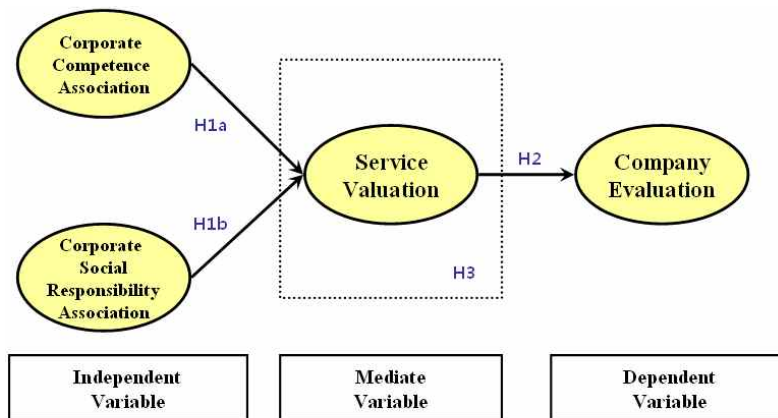 Corporate
Competence
Association
H1a
Service
Valuation
H2
Company
Evaluation
H1b
Corporate
Social
Responsibility
Association
H3
Independent
Variable
Mediate
Variable
Dependent
Variable